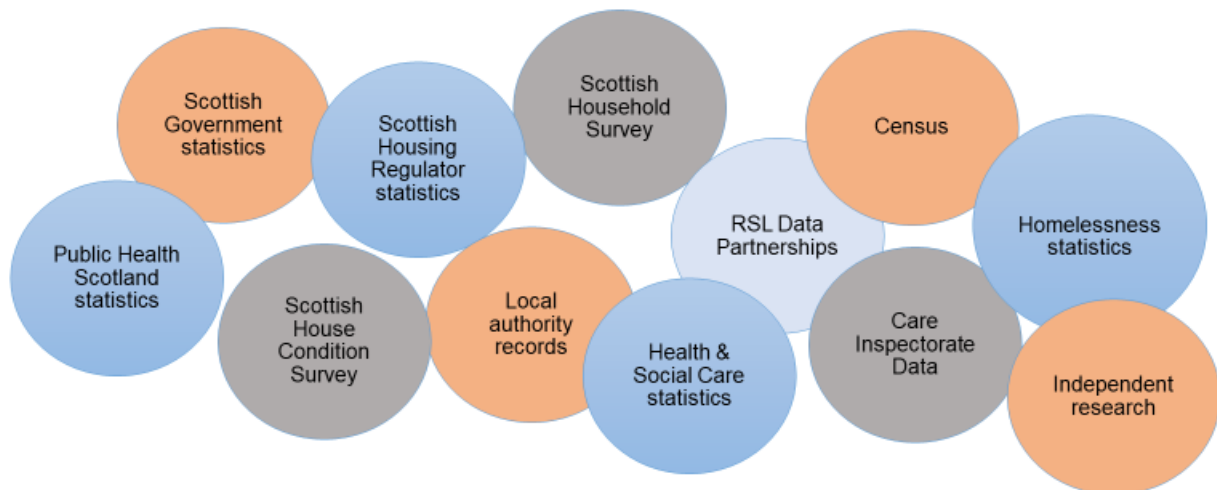 Scottish
Government
statistics
Scottish
Housing
Regulator
statistics
Scottish
Household
Survey
Census
RSL Data
Partnerships
Homelessness
statistics
Public Health
Scotland
statistics
Scottish
House
Condition
Survey
Local
authority
records
Health &
Social Care
statistics
Care
Inspectorate
Data
Independent
research